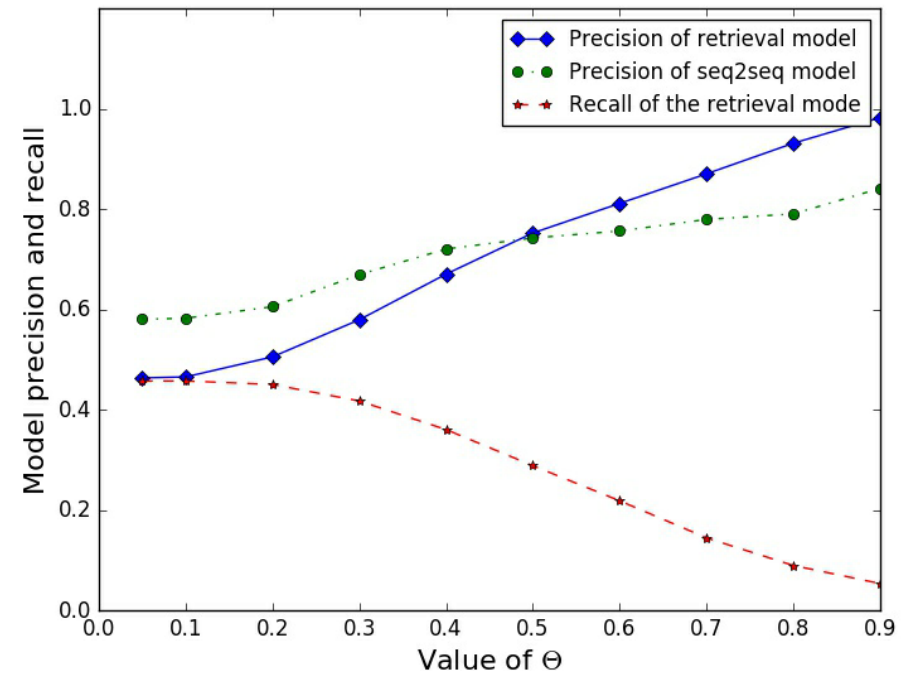 Precision of retrieval model
Precision of seq2seq model
Recall of the retrieval mode
Model precision and recall
1.0
0.8
0.6
0.4
0.2
0.0
0.0 0.1 0.2 0.3 0.4 0.5 0.6 0.7 0.8 0.9
Value of Θ